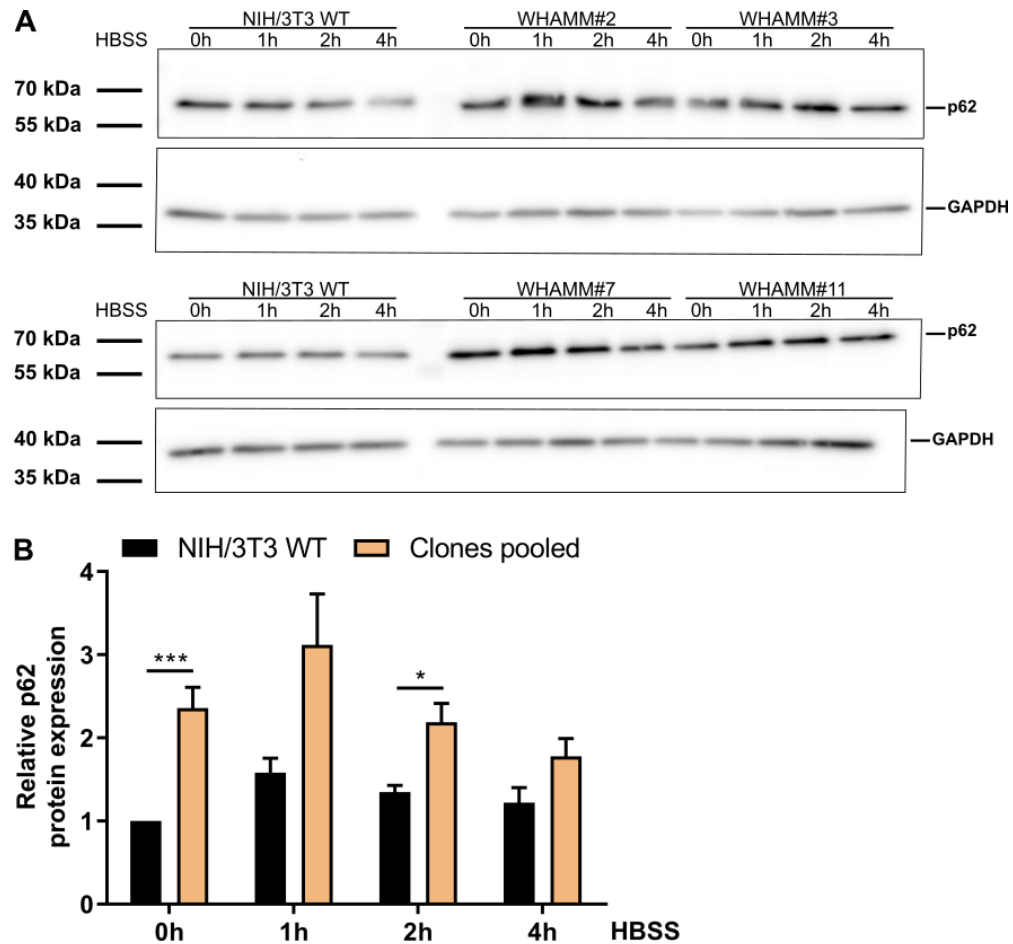 A
NIH/3T3 WT WHAMM#2 WHAMM#3
HBSS 0h 1h 2h 4h 0h 1h 2h 4h 0h 1h 2h 4h
70 kDa
p62
55 kDa
40 kDa
GAPDH
35 kDa
NIH/3T3 WT WHAMM#7 WHAMM#11
HBSS 0h 1h 2h 4h 0h 1h 2h 4h 0h 1h 2h 4h
p62
70 kDa
55 kDa
40 kDa
GAPDH
35 kDa
B
NIH/3T3 WT Clones pooled
Relative p62
protein expression
4
3
2
1
0
***
*
0h 1h 2h 4h HBSS